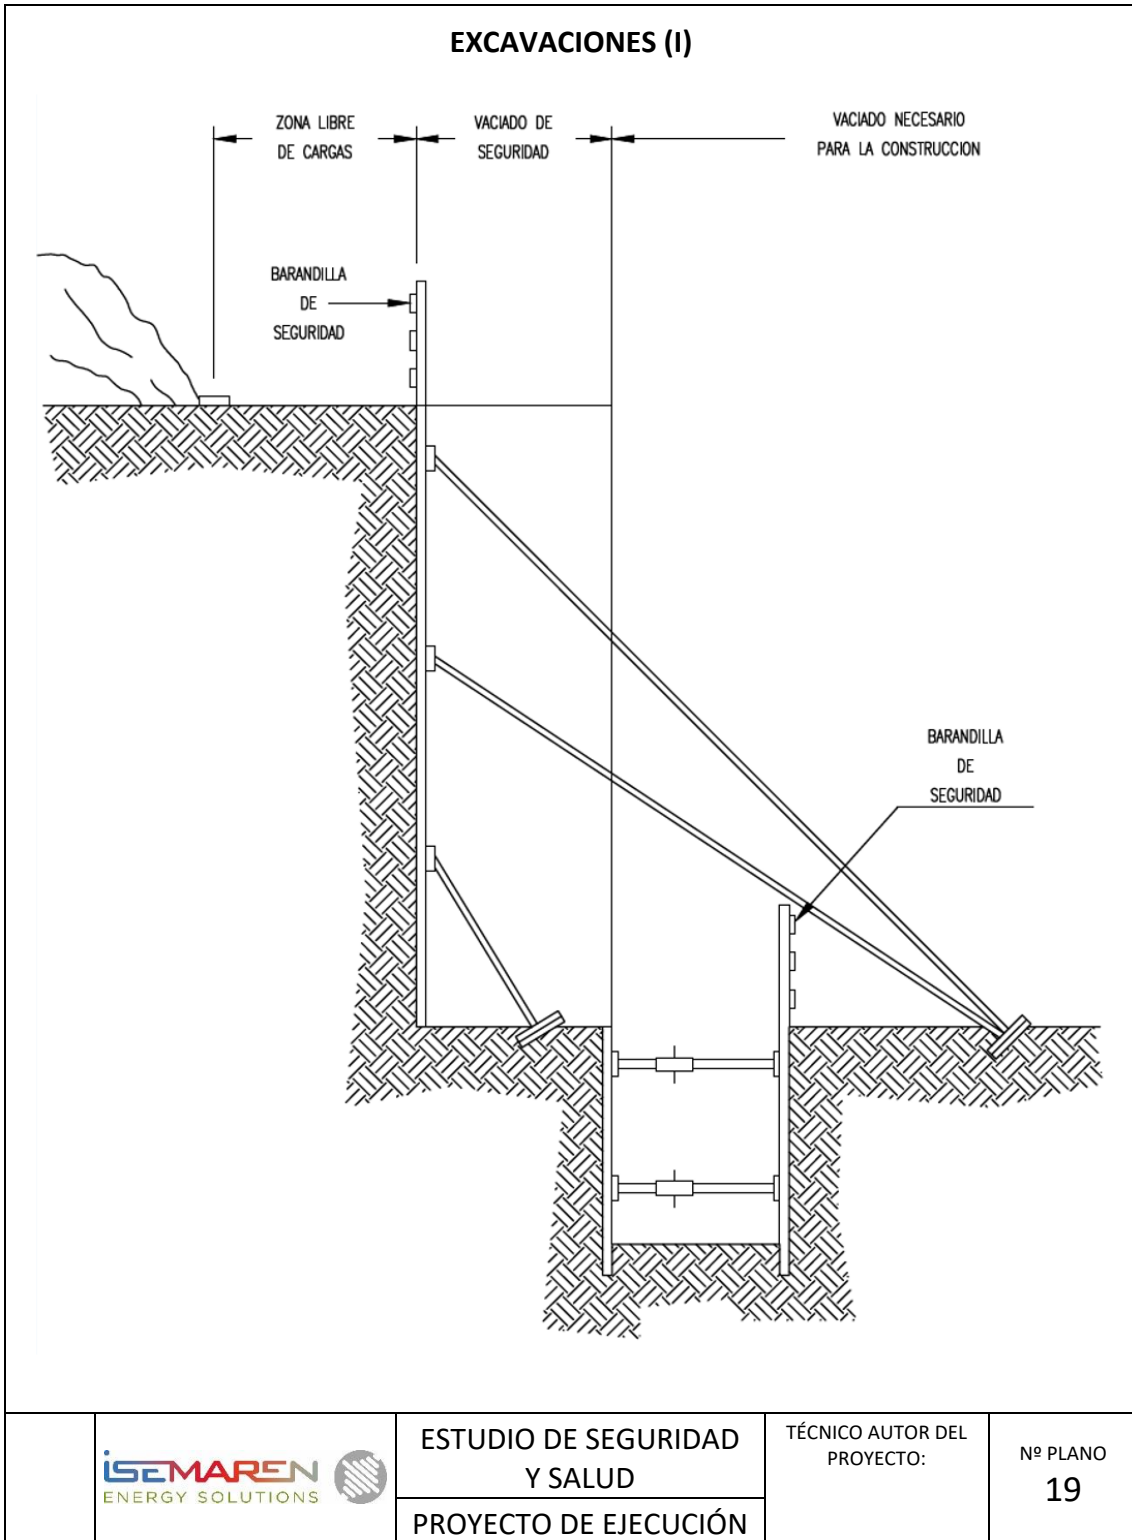 EXCAVACIONES (I)
ZONA LIBRE
DE CARGAS
VACIADO DE
SEGURIDAD
VACIADO NECESARIO
PARA LA CONSTRUCCION
BARANDILLA
DE
SEGURIDAD
BARANDILLA
DE
SEGURIDAD
iSEMAREN
ENERGY SOLUTIONS
ESTUDIO DE SEGURIDAD
Y SALUD
PROYECTO DE EJECUCIÓN
TÉCNICO AUTOR DEL
PROYECTO:
Nº PLANO
19